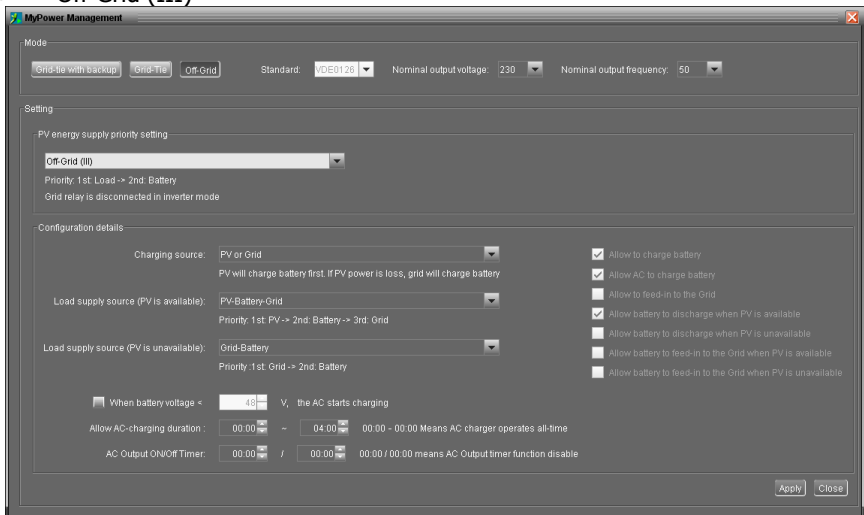 Off-Grid (III)
MyPower Management
Mode
Grid-tie with backup Grid-Tie Off-Grid Standard: VDE0126 Nominal output voltage: 230 Nominal output frequency: 50
Setting
PV energy supply priority setting
Off-Grid (III)
Priority: 1st: Load -> 2nd: Battery
Grid relay is disconnected in inverter mode
Configuration details
Charging source: PV or Grid
PV will charge battery first. If PV power is loss, grid will charge battery
Load supply source (PV is available): PV-Battery-Grid
Priority: 1st: PV -> 2nd: Battery -> 3rd: Grid
Load supply source (PV is unavailable): Grid-Battery
Priority :1st: Grid -> 2nd: Battery
When battery voltage < 48 V, the AC starts charging
Allow AC-charging duration : 00:00 – 04:00 00:00 - 00:00 Means AC charger operates all-time
AC Output ON/Off Timer: 00:00 / 00:00 00:00 / 00:00 means AC Output timer function disable
Allow to charge battery
Allow AC to charge battery
Allow to feed-in to the Grid
Allow battery to discharge when PV is available
Allow battery to discharge when PV is unavailable
Allow battery to feed-in to the Grid when PV is available
Allow battery to feed-in to the Grid when PV is unavailable
Apply Close